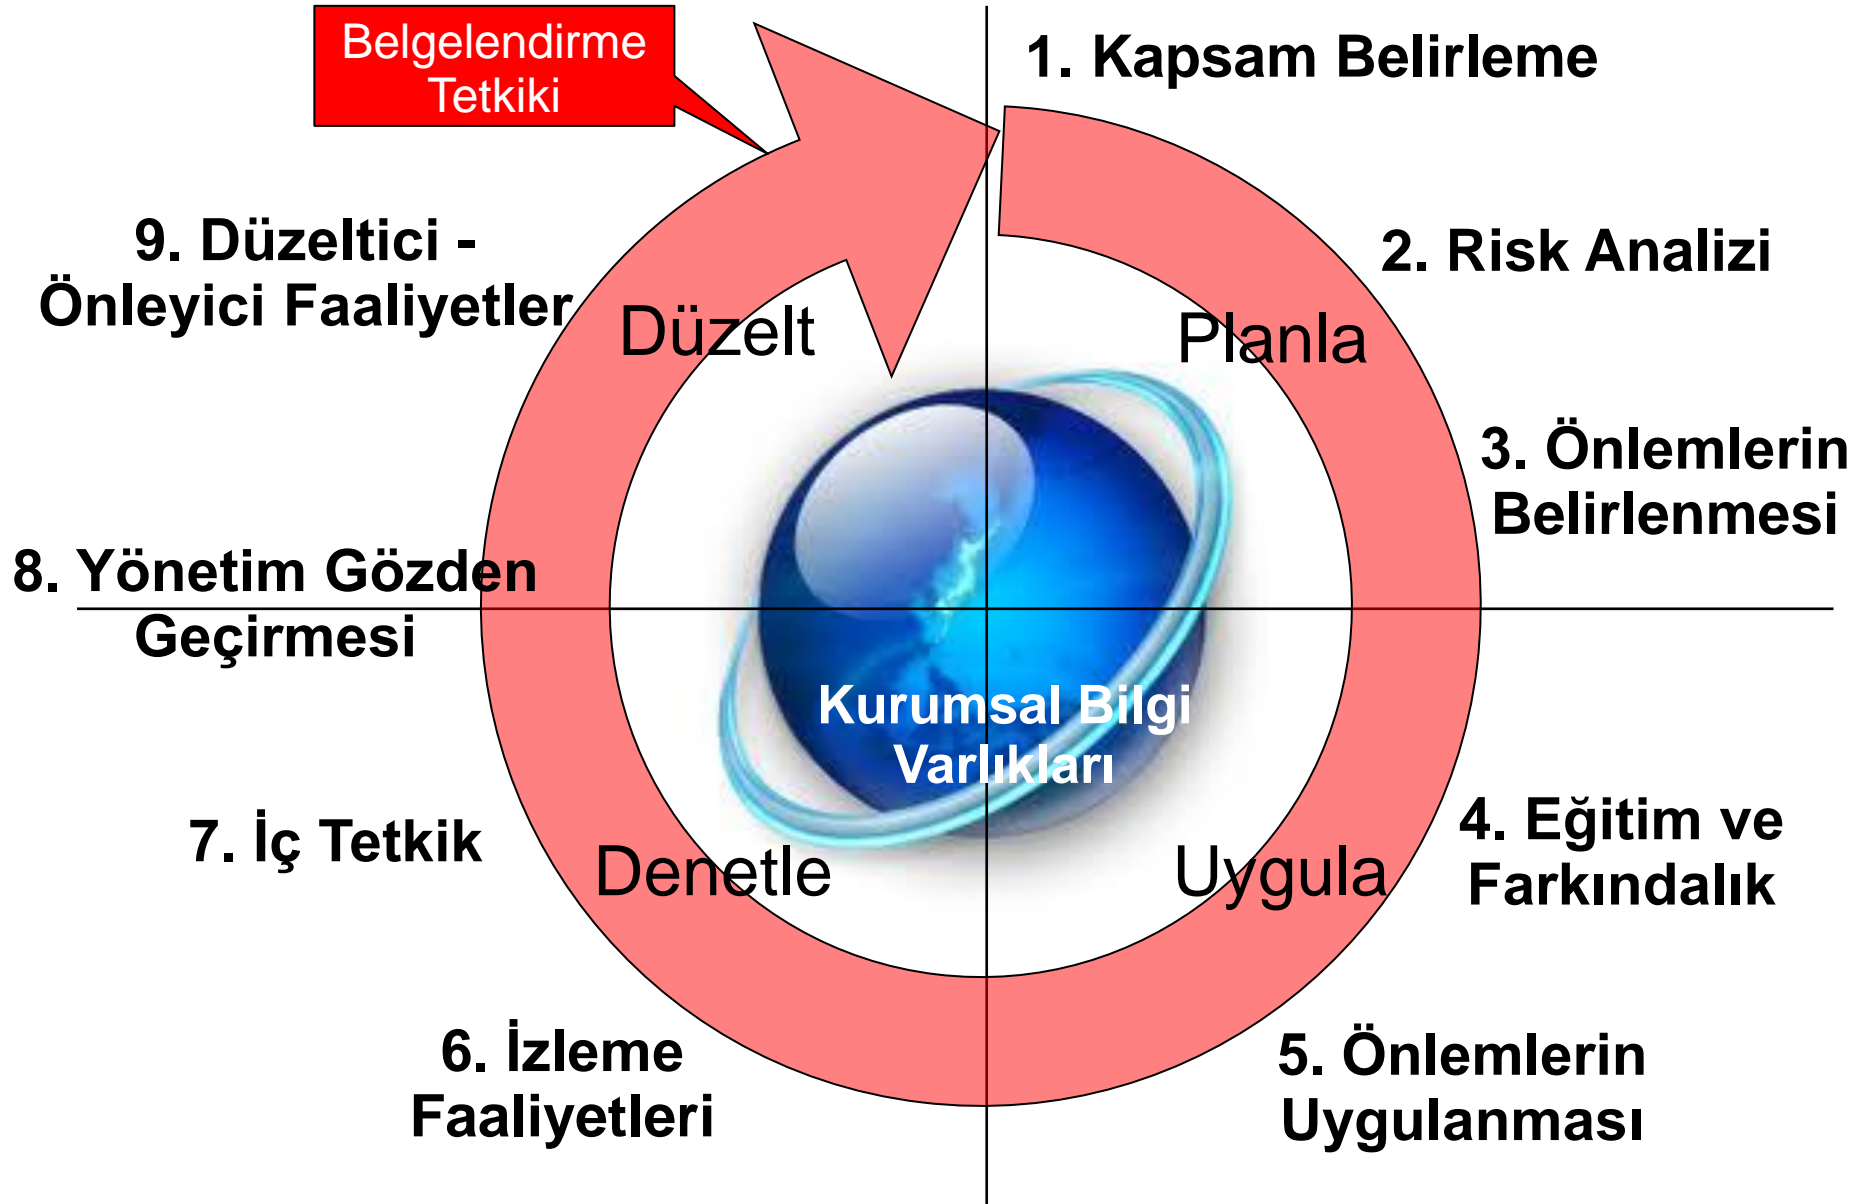 Belgelendirme
Tetkiki
1. Kapsam Belirleme
2. Risk Analizi
Planla
3. Önlemlerin
Belirlenmesi
4. Eğitim ve
Farkındalık
Uygula
5. Önlemlerin
Uygulanması
6. İzleme
Faaliyetleri
7. İç Tetkik
Denetle
8. Yönetim Gözden
Geçirmesi
9. Düzeltici -
Önleyici Faaliyetler
Düzelt
Kurumsal Bilgi
Varlıkları